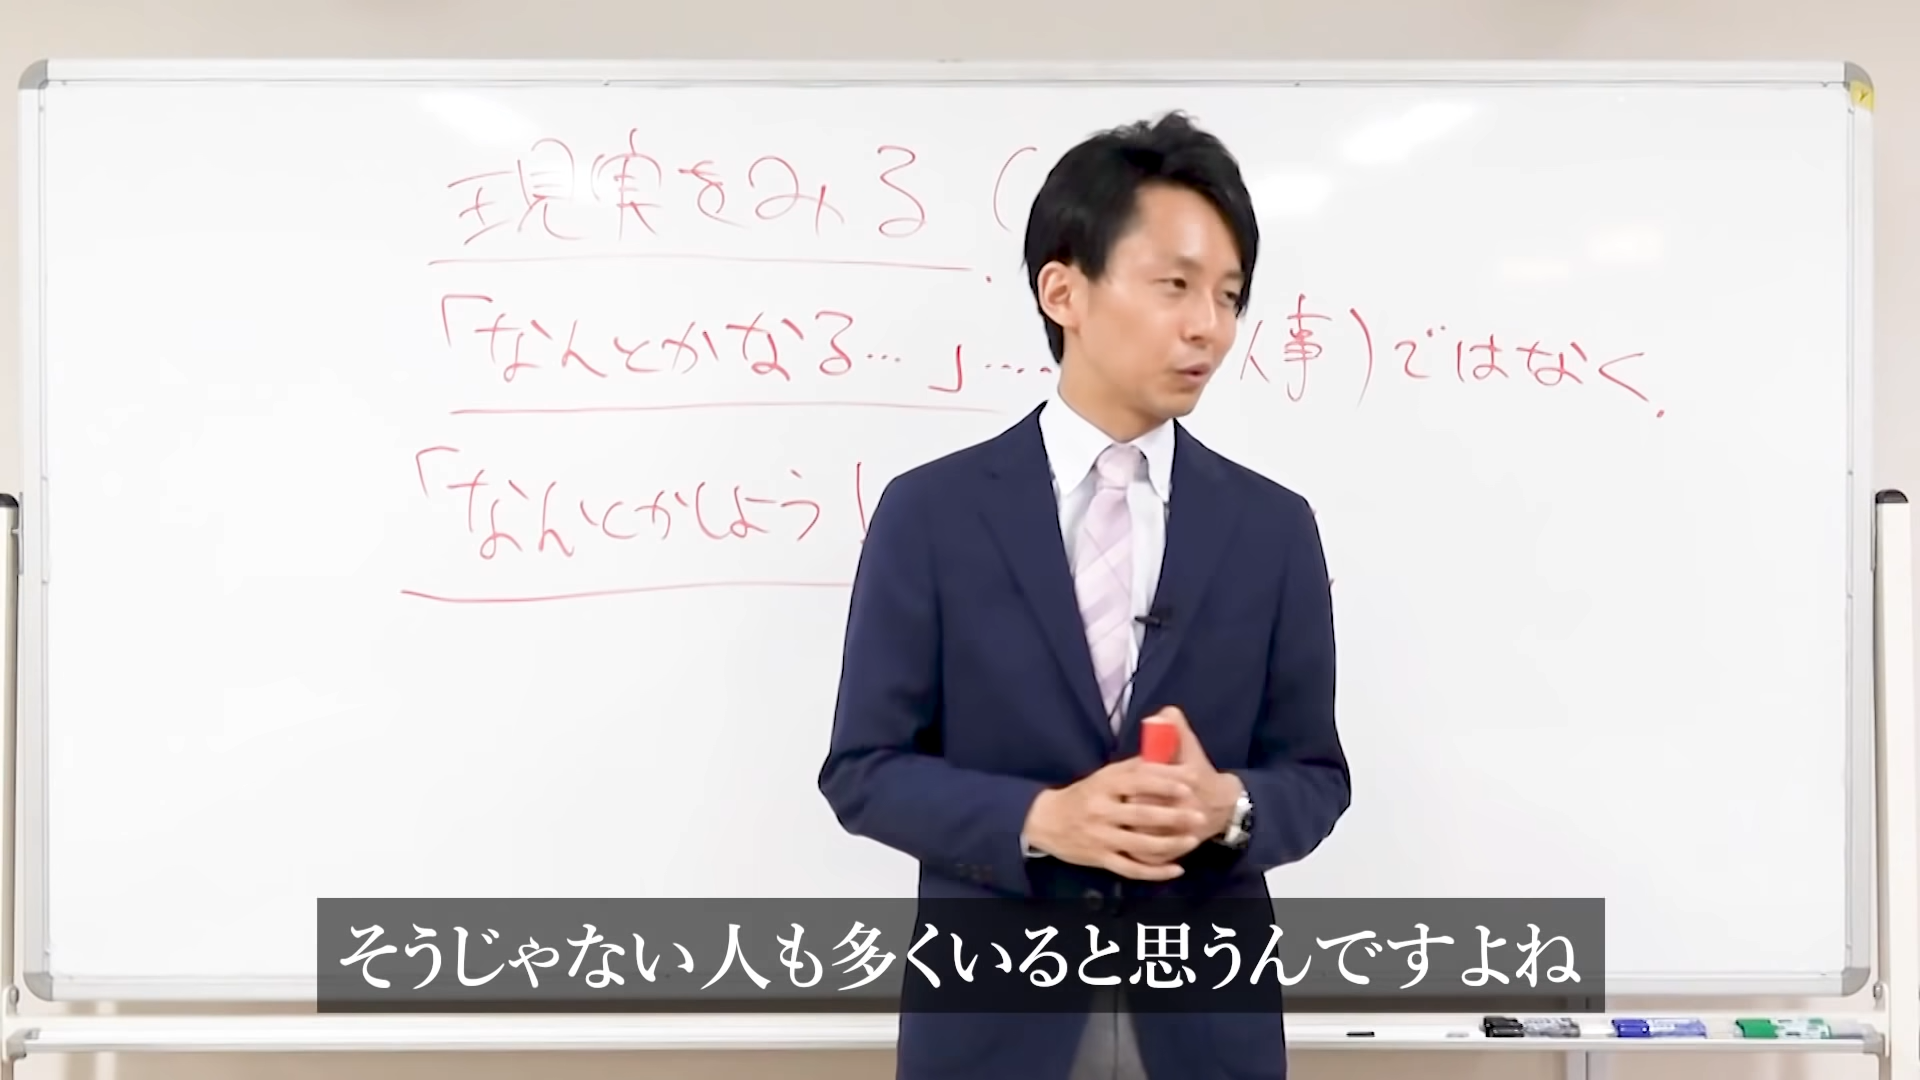 現実をみる（
「なんとかなる…」……事）ではなく、
「なんとかしよう！
そうじゃない人も多くいると思うんですよね